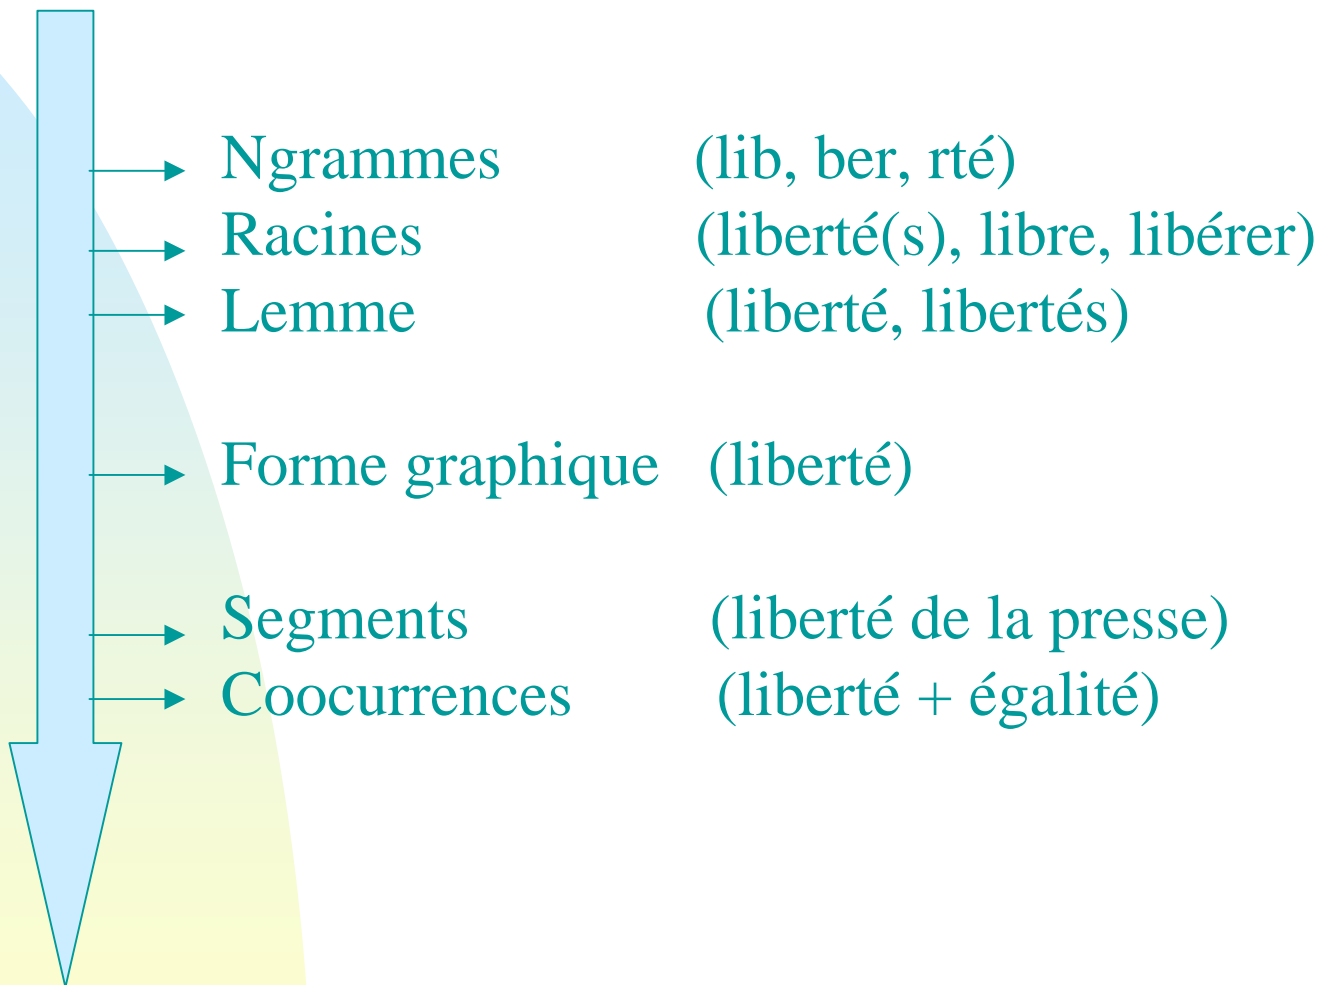 Ngrammes (lib, ber, rté)
Racines (liberté(s), libre, libérer)
Lemme (liberté, libertés)
Forme graphique (liberté)
Segments (liberté de la presse)
Coocurrences (liberté + égalité)